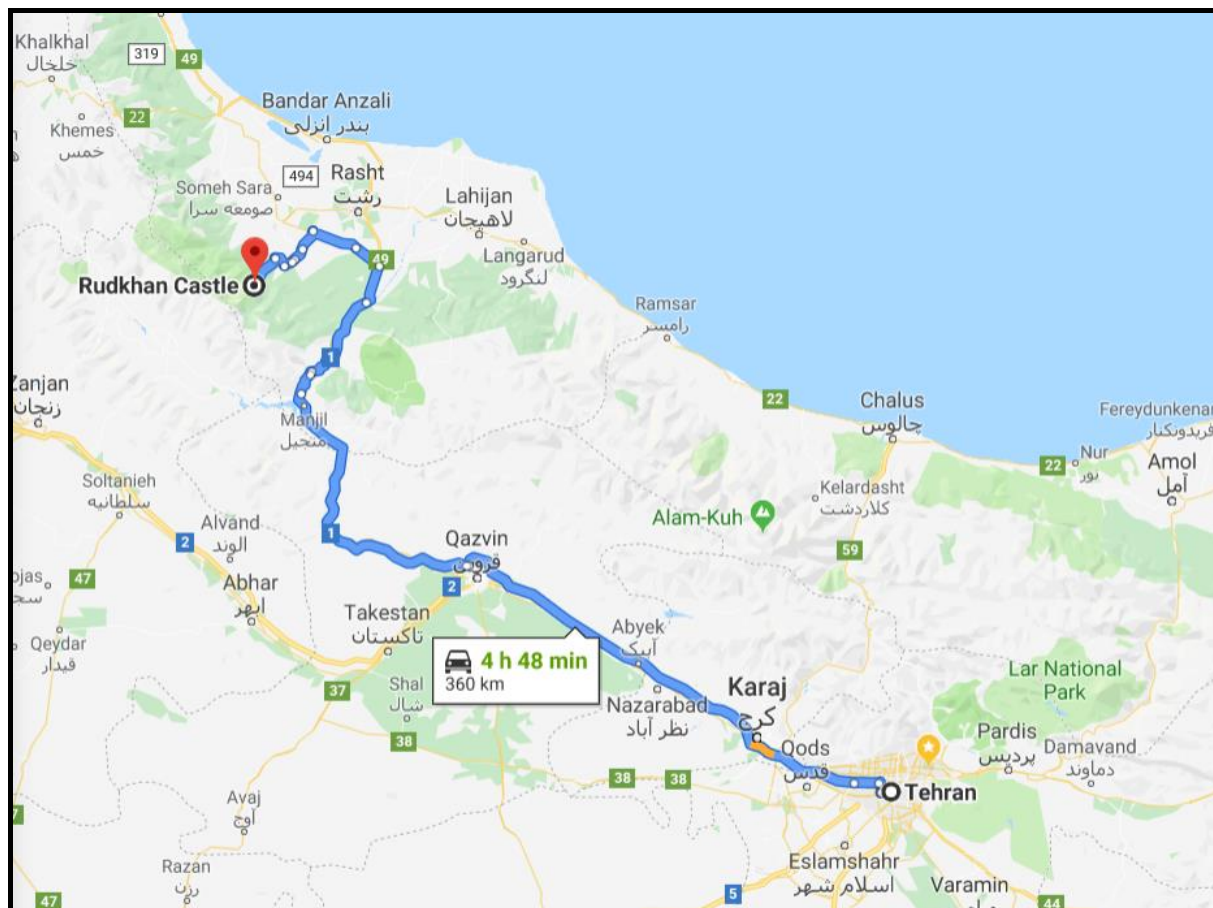 Khalkhal
خلخال
319
49
22
Khemes
خمس
Bandar Anzali
بندر انزلی
494
Rasht
رشت
Someh Sara
صومعه سرا
Lahijan
لاهیجان
Langarud
لنگرود
49
Rudkhan Castle
Ramsar
رامسر
1
Zanjan
زنجان
Manjil
منجیل
22
Chalus
چالوس
Fereydunkenar
فریدونکنار
22
Nur
نور
Amol
آمل
Soltanieh
سلطانیه
Kelardasht
کلاردشت
Alam-Kuh
Alvand
الوند
2
1
Qazvin
قزوین
59
47
Abhar
ابهر
2
Takestan
تاکستان
Abyek
آبیک
Qeydar
قیدار
4 h 48 min
360 km
Lar National
Park
37
Shal
شال
38
Nazarabad
نظر آباد
Karaj
کرج
Qods
قدس
Pardis
پردیس
Damavand
دماوند
38
38
Tehran
Avaj
آوج
Razan
رزن
Eslamshahr
اسلام شهر
5
Varamin
44
47